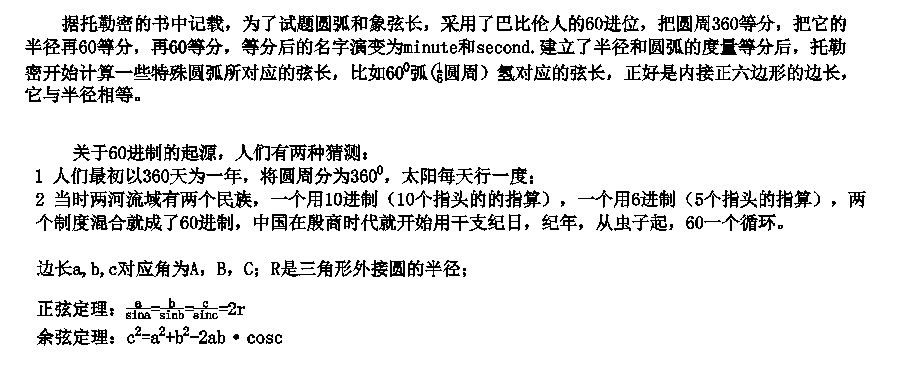 据托勒密的书中记载，为了试题圆弧和象弦长，采用了巴比伦人的60进位，把圆周360等分，把它的
半径再60等分，再60等分，等分后的名字演变为minute和second.建立了半径和圆弧的度量等分后，托勒
密开始计算一些特殊圆弧所对应的弦长，比如60⁰弧(1/6圆周）氢对应的弦长，正好是内接正六边形的边长，
它与半径相等。
关于60进制的起源，人们有两种猜测：
1 人们最初以360天为一年，将圆周分为360⁰，太阳每天行一度；
2 当时两河流域有两个民族，一个用10进制（10个指头的的指算），一个用6进制（5个指头的指算），两
个制度混合就成了60进制，中国在殷商时代就开始用干支纪日，纪年，从虫子起，60一个循环。
边长a,b,c对应角为A，B，C；R是三角形外接圆的半径；
正弦定理：a/sina=b/sinb=c/sinc=2r
余弦定理：c²=a²+b²-2ab·cosc